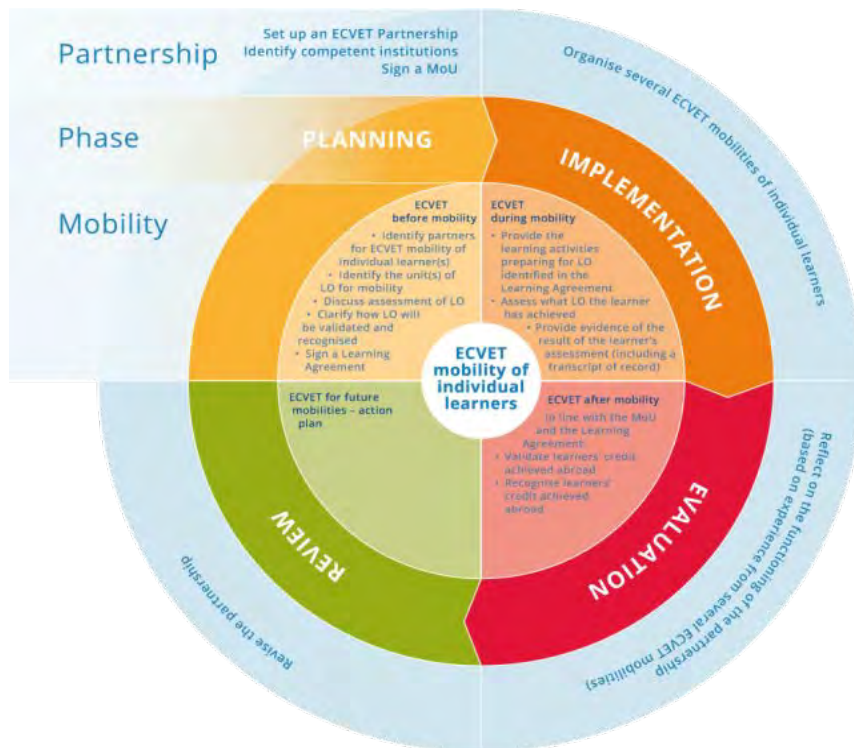 Partnership
Set up an ECVET Partnership
Identify competent institutions
Sign a MoU
Organise several ECVET mobilities of individual learners
Phase
PLANNING
IMPLEMENTATION
Mobility
ECVET
before mobility
• Identify partners
for ECVET mobility of
individual learner(s)
• Identify the unit(s) of
LO for mobility
• Discuss assessment of LO
• Clarify how LO will
be validated and
recognised
• Sign a Learning
Agreement
ECVET
during mobility
• Provide the
learning activities
preparing for LO
identified in the
Learning Agreement
• Assess what LO the learner
has achieved
• Provide evidence of the
result of the learner's
assessment (including a
transcript of record)
ECVET
mobility of
individual
learners
ECVET for future
mobilities – action
plan
ECVET after mobility
In line with the MoU
and the Learning
Agreement:
• Validate learners' credit
achieved abroad
• Recognise learners'
credit achieved
abroad
EVALUATION
Reflect on the functioning of the partnership
(based on experience from several ECVET mobilities)
REVIEW
Revise the partnership